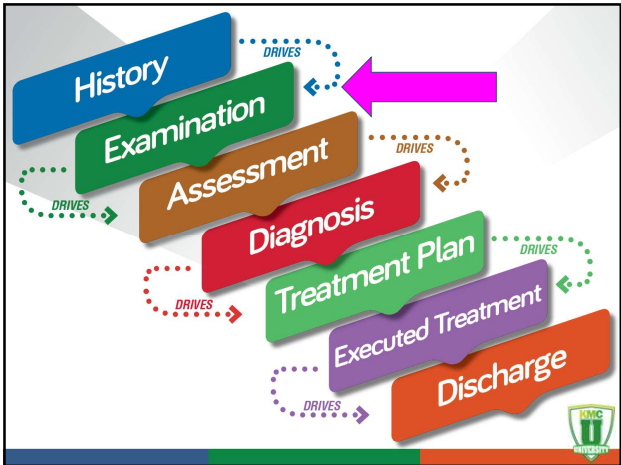 History
DRIVES
Examination
DRIVES
Assessment
DRIVES
Diagnosis
DRIVES
Treatment Plan
DRIVES
Executed Treatment
DRIVES
Discharge
KMC
U
UNIVERSITY